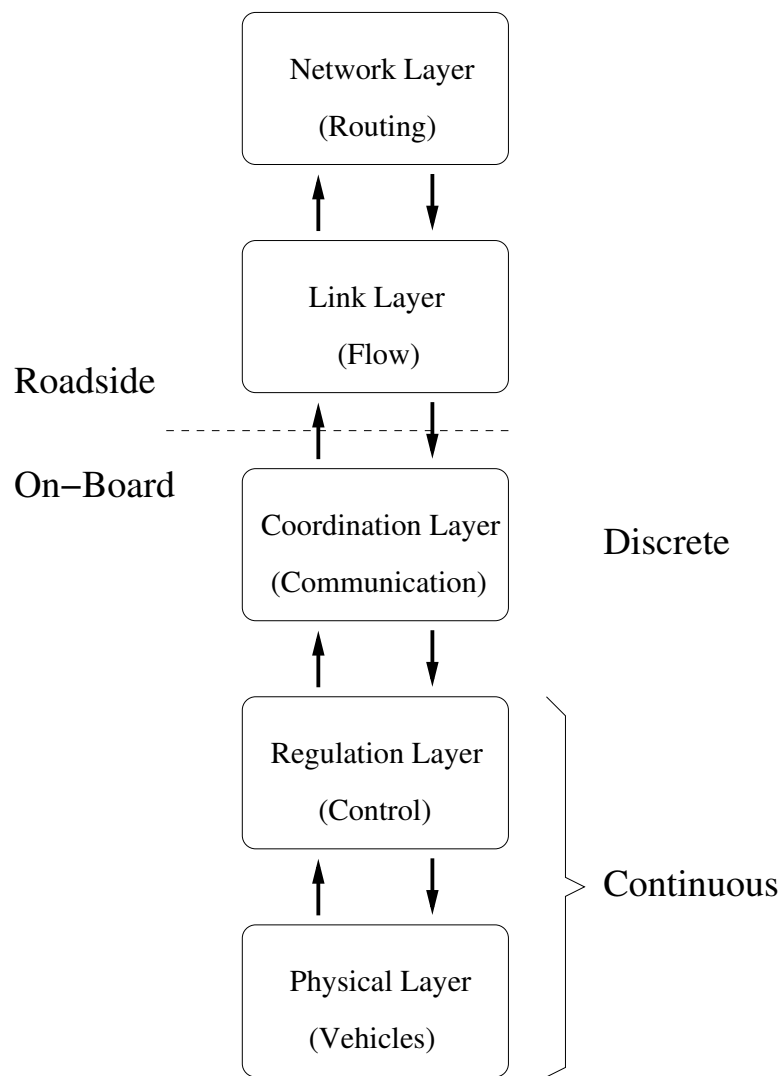 Network Layer
(Routing)
Link Layer
(Flow)
Roadside
On−Board
Coordination Layer
(Communication)
Discrete
Regulation Layer
(Control)
Continuous
Physical Layer
(Vehicles)